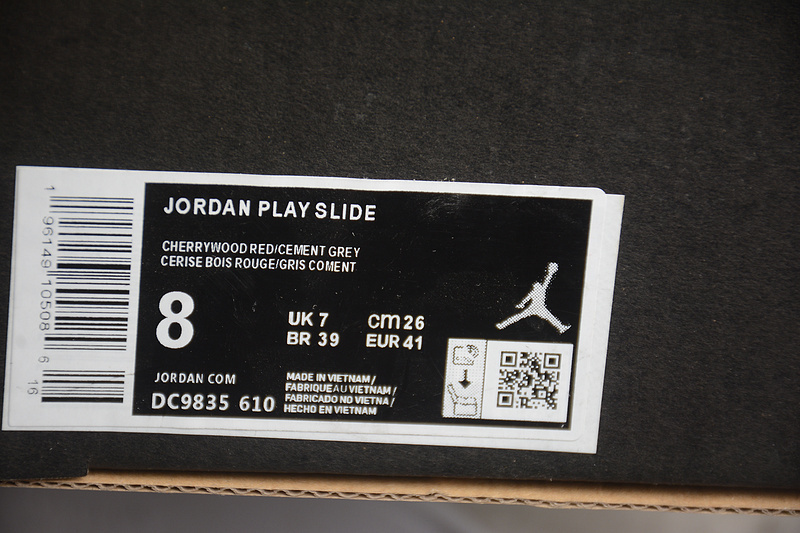 1 96149 10508 6 16
JORDAN PLAY SLIDE
CHERRYWOOD RED/CEMENT GREY
CERISE BOIS ROUGE/GRIS COMENT
8
UK 7 cm 26
BR 39 EUR 41
JORDAN COM
DC9835 610
MADE IN VIETNAM /
FABRIQUE AU VIETNAM /
FABRICADO NO VIETNA /
HECHO EN VIETNAM